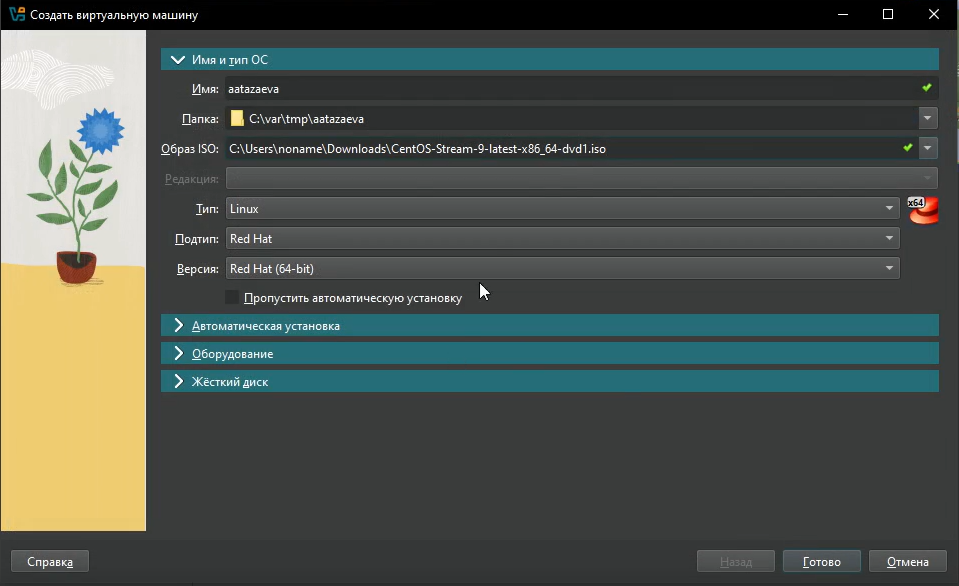 Создать виртуальную машину
Имя и тип ОС
Имя: aatazaeva
Папка: C:\var\tmp\aatazaeva
Образ ISO: C:\Users\noname\Downloads\CentOS-Stream-9-latest-x86_64-dvd1.iso
Редакция:
Тип: Linux
x64
Подтип: Red Hat
Версия: Red Hat (64-bit)
Пропустить автоматическую установку
Автоматическая установка
Оборудование
Жёсткий диск
Справка Назад Готово Отмена